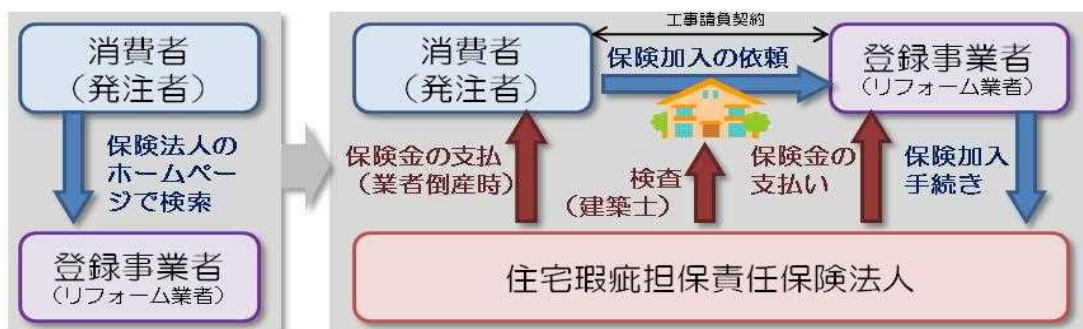 消費者
(発注者)
保険法人の
ホームペー
ジで検索
登録事業者
(リフォーム業者)
工事請負契約
消費者
(発注者)
保険加入の依頼
登録事業者
(リフォーム業者)
保険金の支払
(業者倒産時)
検査
(建築士)
保険金の
支払い
保険加入
手続き
住宅瑕疵担保責任保険法人